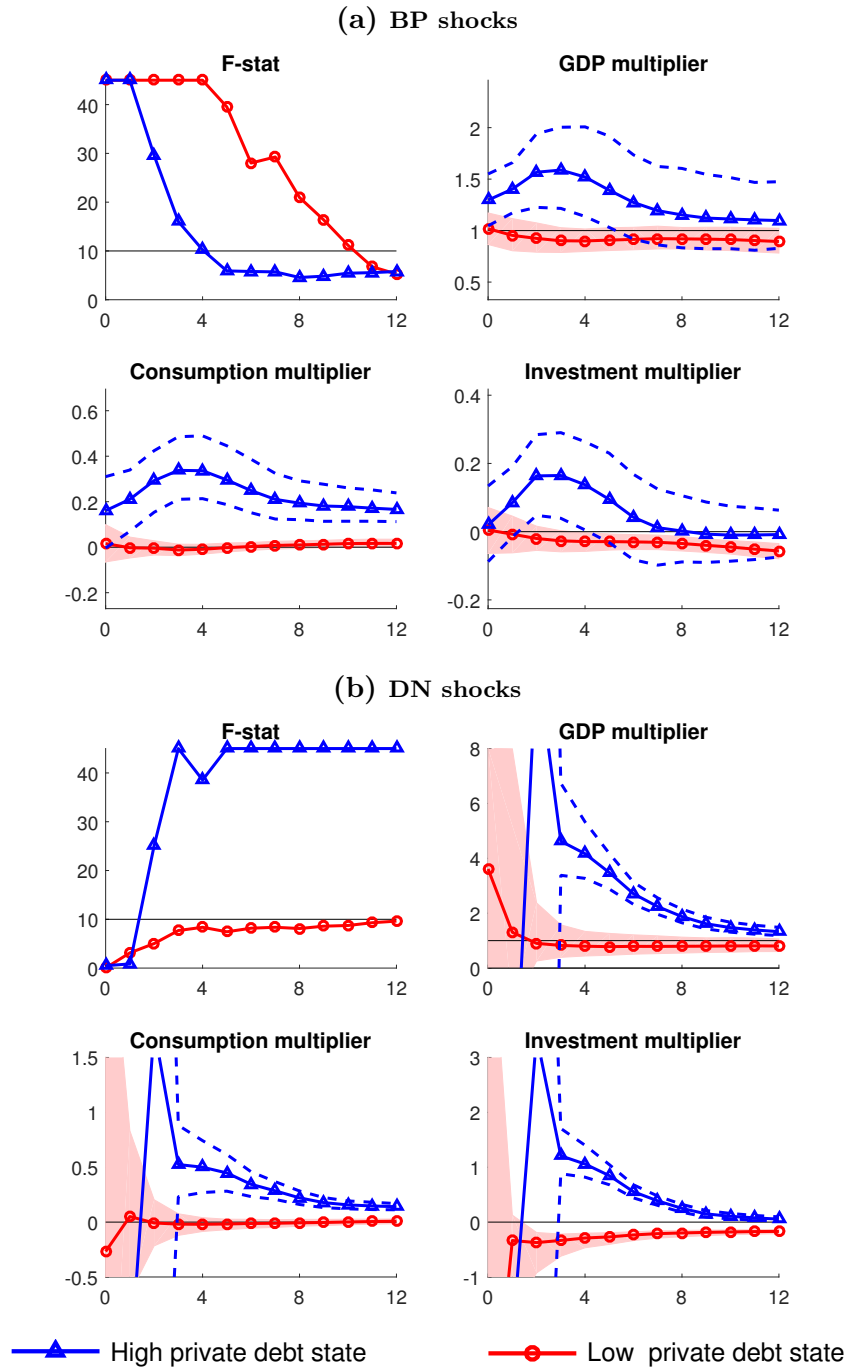 (a) BP shocks
F-stat
GDP multiplier
40
30
20
10
0
0 4 8 12
2
1.5
1
0.5
0 4 8 12
Consumption multiplier
Investment multiplier
0.6
0.4
0.2
0
-0.2
0 4 8 12
0.4
0.2
0
-0.2
0 4 8 12
(b) DN shocks
F-stat
GDP multiplier
40
30
20
10
0
0 4 8 12
8
6
4
2
0
0 4 8 12
Consumption multiplier
Investment multiplier
1.5
1
0.5
0
-0.5
0 4 8 12
3
2
1
0
-1
0 4 8 12
High private debt state
Low private debt state